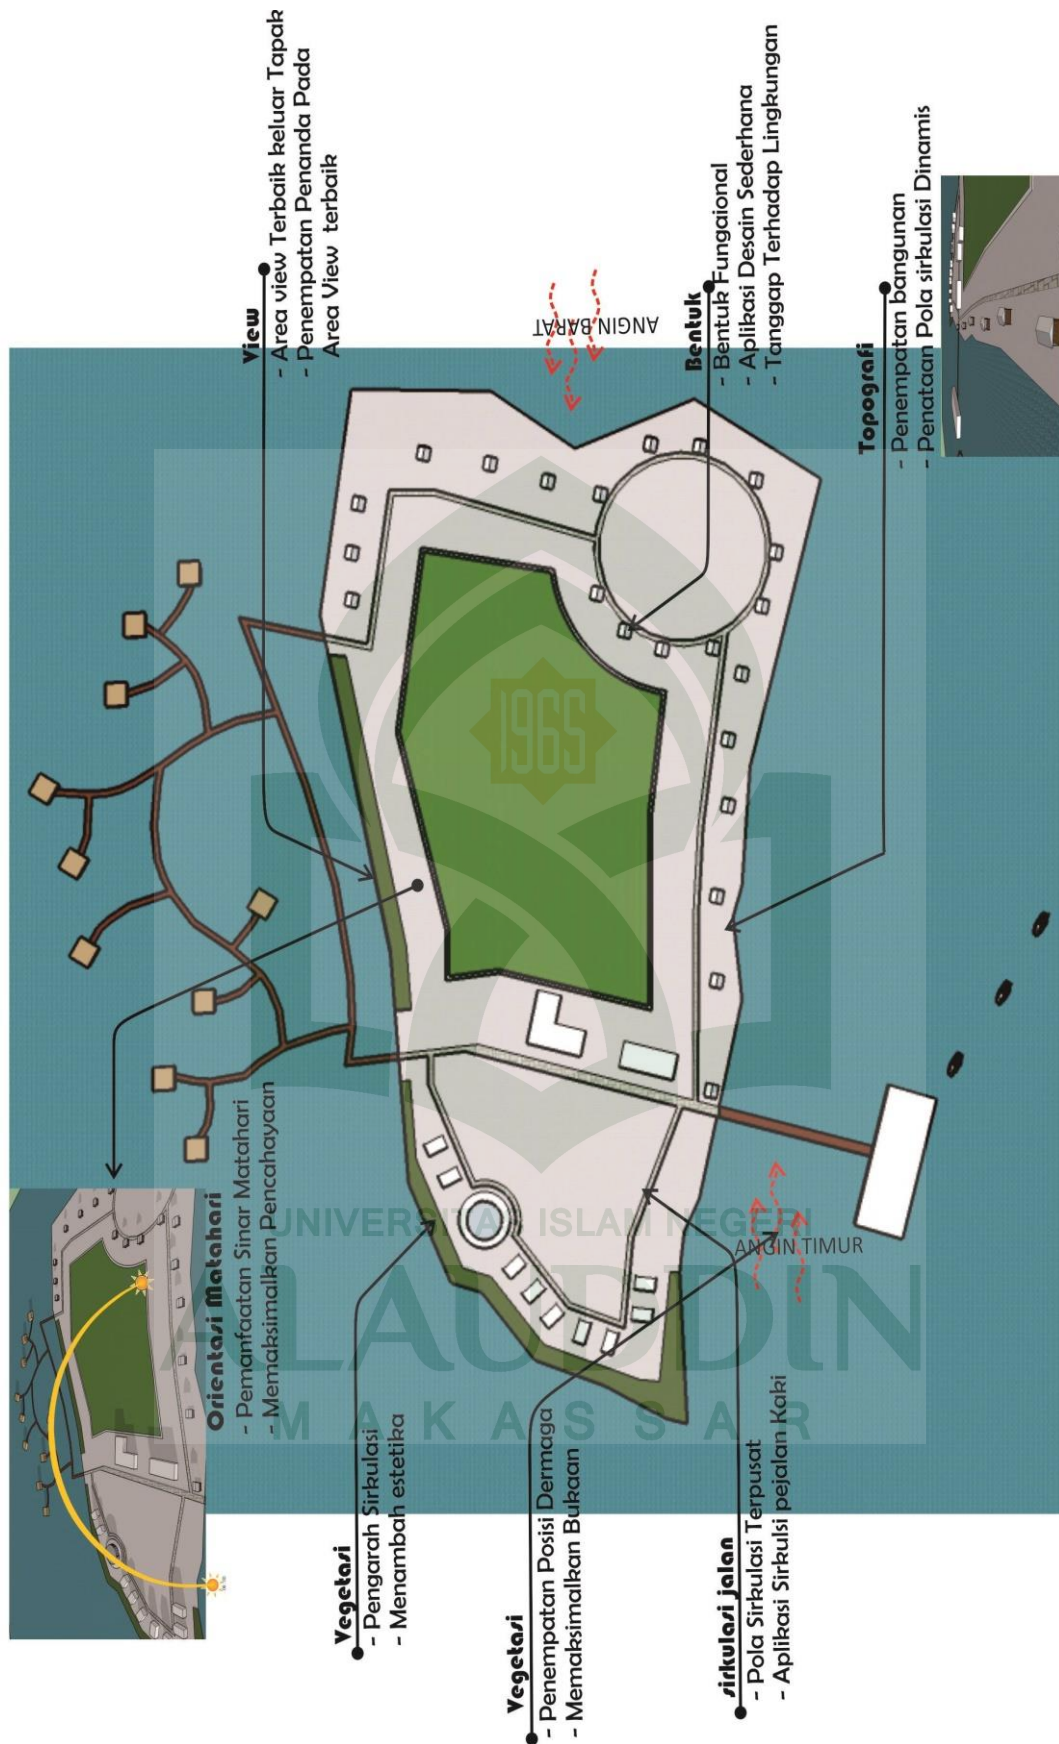 View
- Area view Terbaik keluar Tapak
- Penempatan Penanda Pada
Area View terbaik
ANGIN BARAT
Bentuk
- Bentuk Fungaional
- Aplikasi Desain Sederhana
- Tanggap Terhadap Lingkungan
Topografi
- Penempatan bangunan
- Penataan Pola sirkulasi Dinamis
Orientasi Matahari
- Pemanfaatan Sinar Matahari
- Memaksimalkan Pencahayaan
Vegetasi
- Pengarah Sirkulasi
- Menambah estetika
Vegetasi
- Penempatan Posisi Dermaga
- Memaksimalkan Bukaan
sirkulasi jalan
- Pola Sirkulasi Terpusat
- Aplikasi Sirkulsi pejalan Kaki
ANGIN TIMUR
1965
UNIVERSITAS ISLAM NEGERI
ALAUDDIN
MAKASSAR